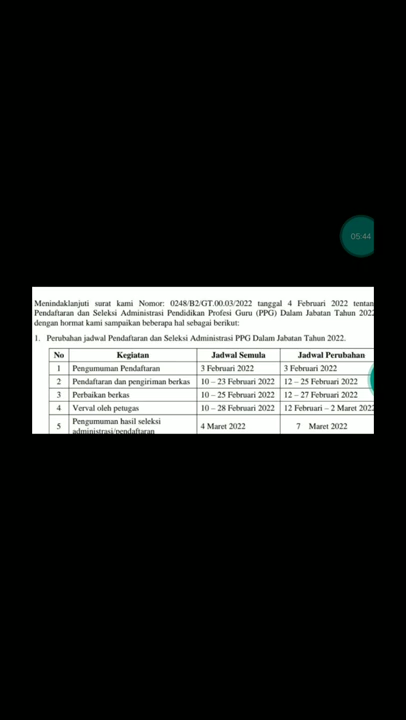 05:44
Menindaklanjuti surat kami Nomor: 0248/B2/GT.00.03/2022 tanggal 4 Februari 2022 tentan
Pendaftaran dan Seleksi Administrasi Pendidikan Profesi Guru (PPG) Dalam Jabatan Tahun 2022
dengan hormat kami sampaikan beberapa hal sebagai berikut:
1. Perubahan jadwal Pendaftaran dan Seleksi Administrasi PPG Dalam Jabatan Tahun 2022.
No Kegiatan Jadwal Semula Jadwal Perubahan
1 Pengumuman Pendaftaran 3 Februari 2022 3 Februari 2022
2 Pendaftaran dan pengiriman berkas 10 – 23 Februari 2022 12 – 25 Februari 2022
3 Perbaikan berkas 10 – 25 Februari 2022 12 – 27 Februari 2022
4 Verval oleh petugas 10 – 28 Februari 2022 12 Februari – 2 Maret 2022
5 Pengumuman hasil seleksi administrasi/pendaftaran 4 Maret 2022 7 Maret 2022